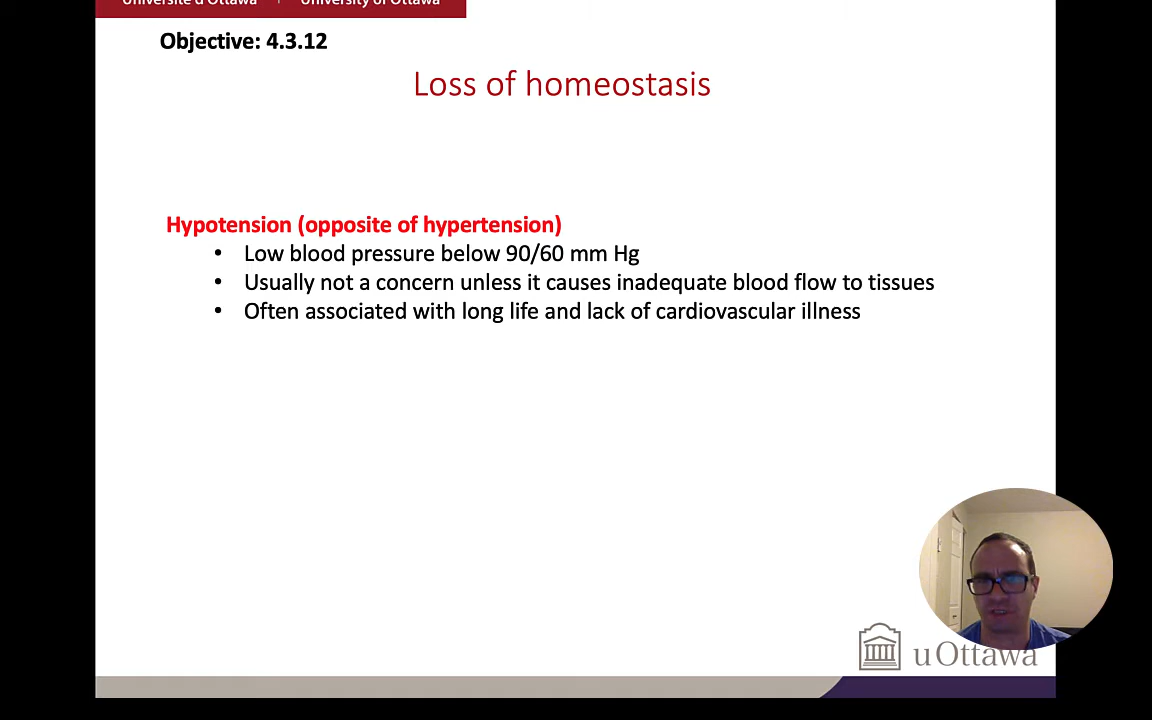 Université d'Ottawa | University of Ottawa
Objective: 4.3.12
Loss of homeostasis
Hypotension (opposite of hypertension)
• Low blood pressure below 90/60 mm Hg
• Usually not a concern unless it causes inadequate blood flow to tissues
• Often associated with long life and lack of cardiovascular illness
uOttawa